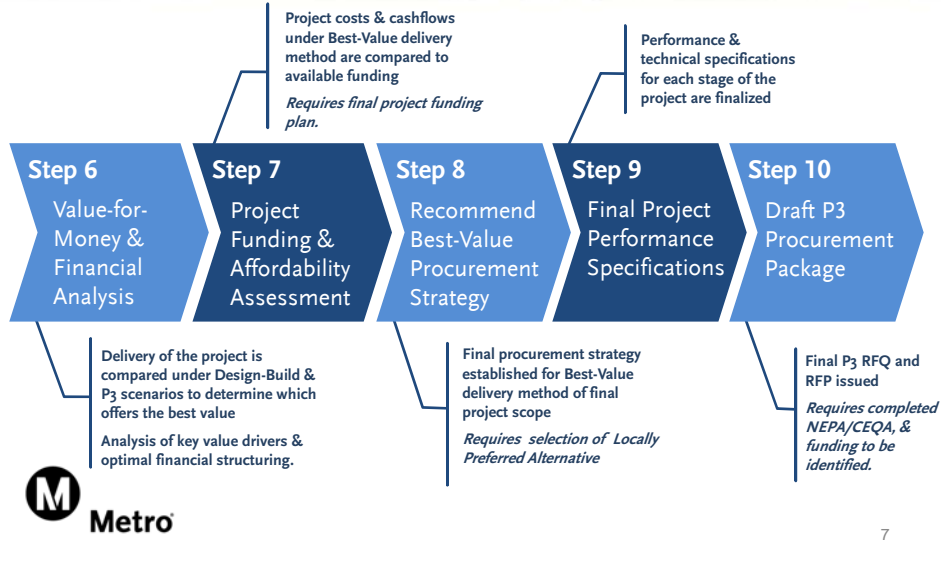 Project costs & cashflows
under Best-Value delivery
method are compared to
available funding
Requires final project funding
plan.
Performance &
technical specifications
for each stage of the
project are finalized
Step 6
Value-for-
Money &
Financial
Analysis
Step 7
Project
Funding &
Affordability
Assessment
Step 8
Recommend
Best-Value
Procurement
Strategy
Step 9
Final Project
Performance
Specifications
Step 10
Draft P3
Procurement
Package
Delivery of the project is
compared under Design-Build &
P3 scenarios to determine which
offers the best value
Analysis of key value drivers &
optimal financial structuring.
Final procurement strategy
established for Best-Value
delivery method of final
project scope
Requires selection of Locally
Preferred Alternative
Final P3 RFQ and
RFP issued
Requires completed
NEPA/CEQA, &
funding to be
identified.
M
Metro
7